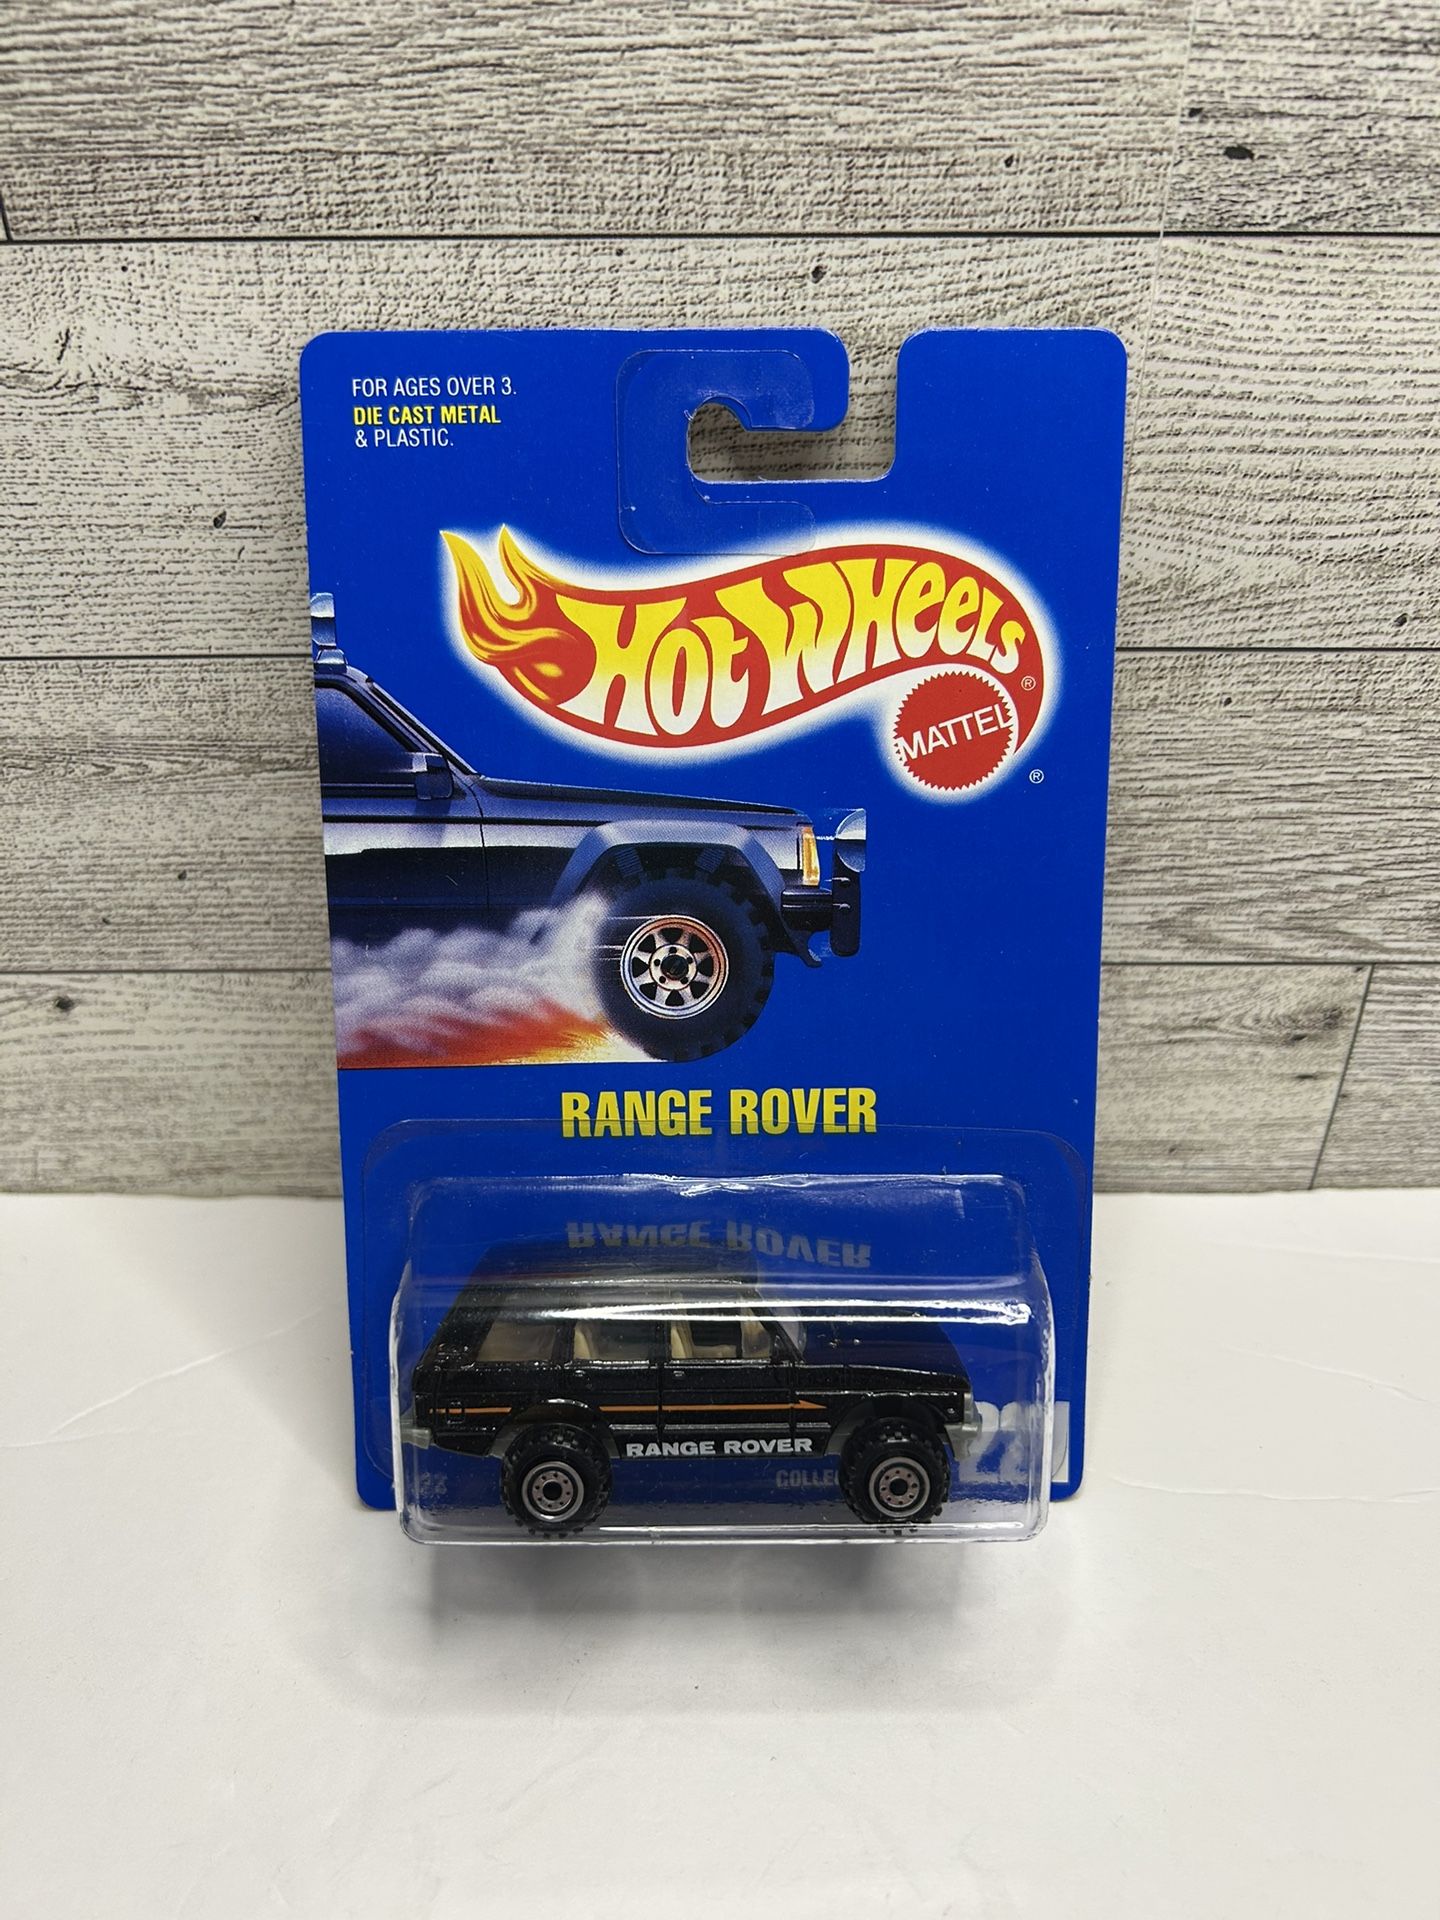 FOR AGES OVER 3.
DIE CAST METAL
& PLASTIC.
HOT WHEELS ®
MATTEL
®
RANGE ROVER
RANGE ROVER
RANGE ROVER